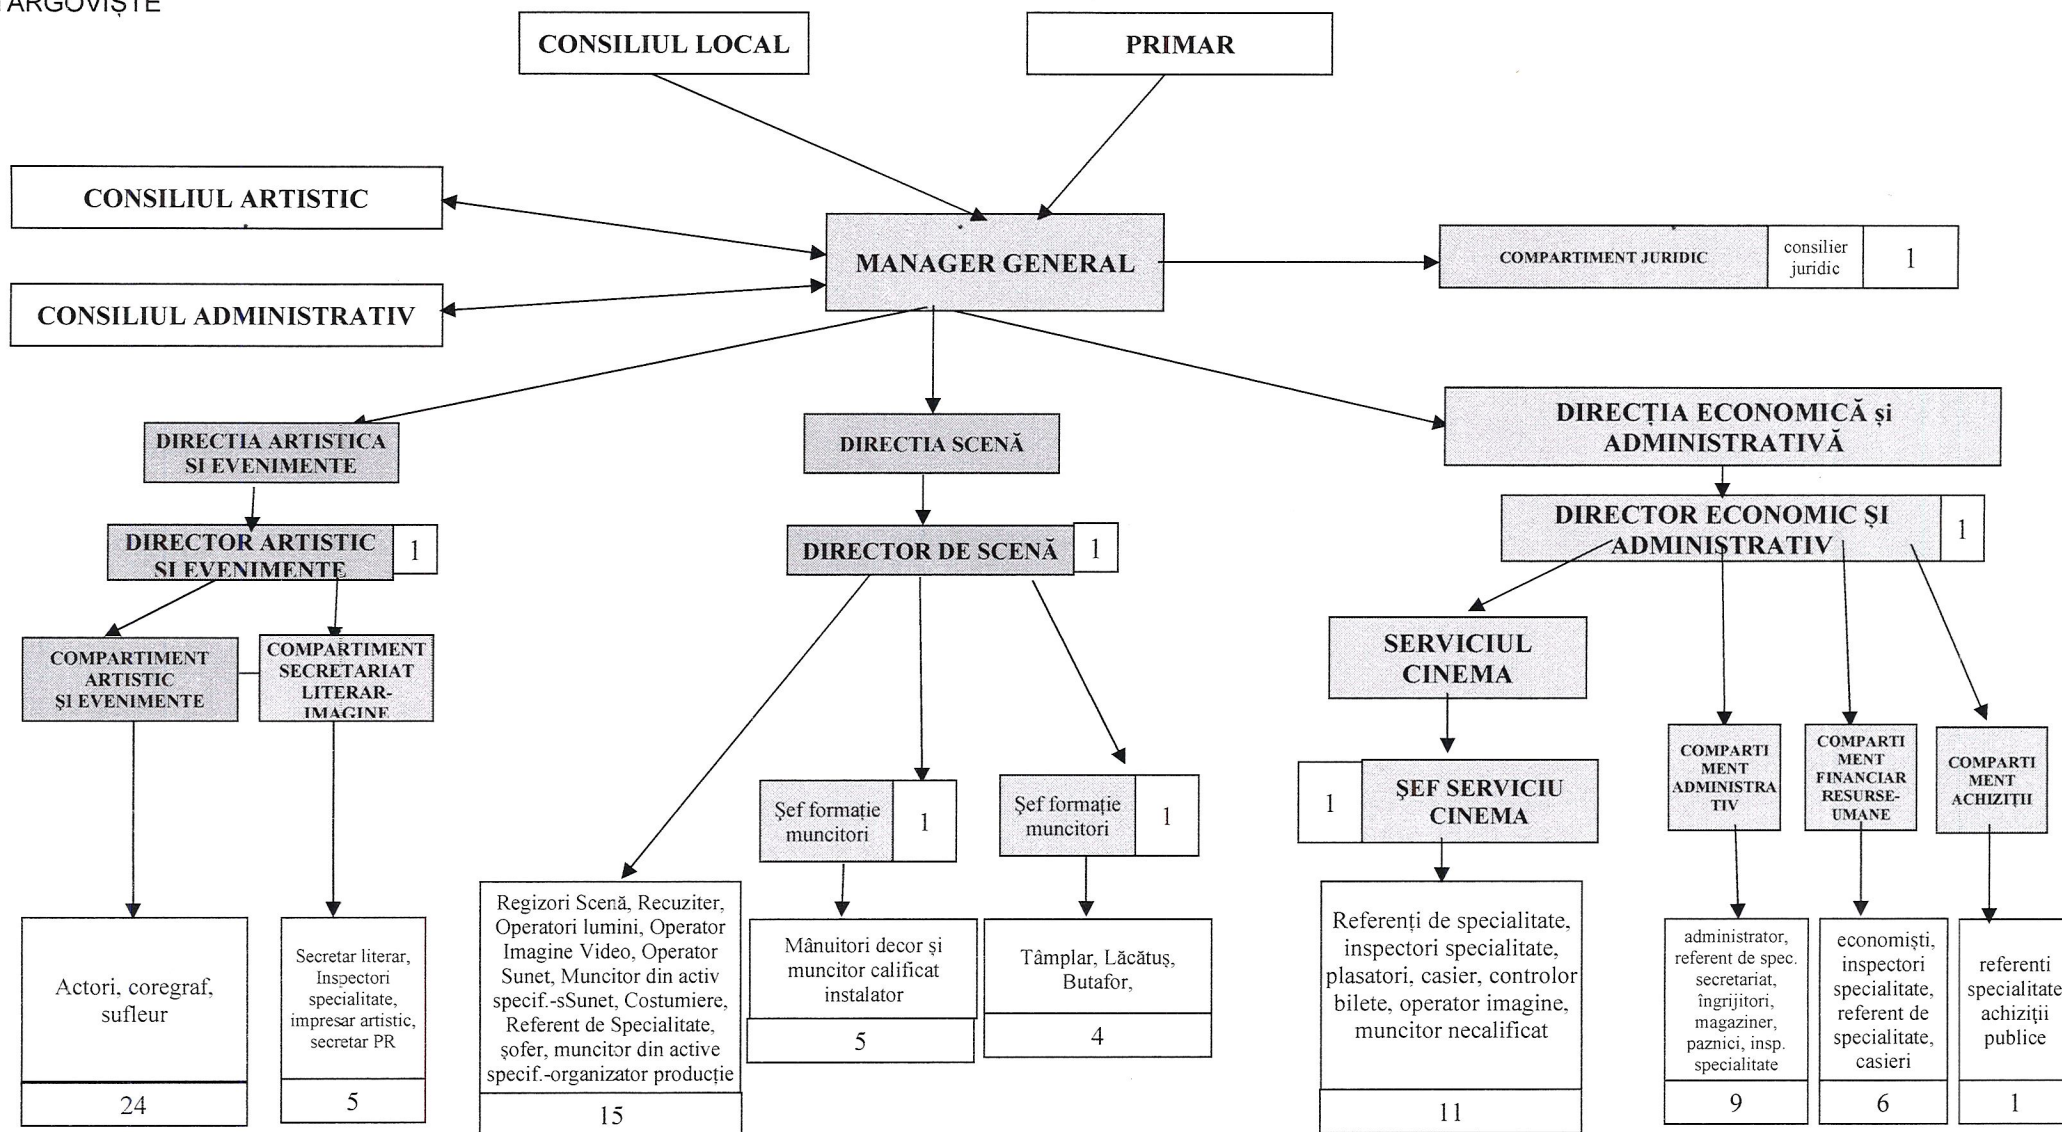 TÂRGOVIȘTE
CONSILIUL LOCAL
PRIMAR
CONSILIUL ARTISTIC
CONSILIUL ADMINISTRATIV
MANAGER GENERAL
COMPARTIMENT JURIDIC
consilier
juridic
1
DIRECTIA ARTISTICA
SI EVENIMENTE
DIRECTIA SCENĂ
DIRECȚIA ECONOMICĂ și
ADMINISTRATIVĂ
DIRECTOR ARTISTIC
SI EVENIMENTE
1
DIRECTOR DE SCENĂ
1
DIRECTOR ECONOMIC ȘI
ADMINISTRATIV
1
COMPARTIMENT
ARTISTIC
ŞI EVENIMENTE
COMPARTIMENT
SECRETARIAT
LITERAR-
IMAGINE
SERVICIUL
CINEMA
Şef formație
muncitori
1
Şef formație
muncitori
1
1
ŞEF SERVICIU
CINEMA
COMPARTI
MENT
ADMINISTRA
TIV
COMPARTI
MENT
FINANCIAR
RESURSE-
UMANE
COMPARTI
MENT
ACHIZIȚII
Actori, coregraf,
sufleur
24
Secretar literar,
Inspectori
specialitate,
impresar artistic,
secretar PR
5
Regizori Scenă, Recuziter,
Operatori lumini, Operator
Imagine Video, Operator
Sunet, Muncitor din activ
specif.-sSunet, Costumiere,
Referent de Specialitate,
șofer, muncitor din active
specif.-organizator producție
15
Mânuitori decor și
muncitor calificat
instalator
5
Tâmplar, Lăcătuș,
Butafor,
4
Referenți de specialitate,
inspectori specialitate,
plasatori, casier, controlor
bilete, operator imagine,
muncitor necalificat
11
administrator,
referent de spec.
secretariat,
îngrijitori,
magaziner,
paznici, insp.
specialitate
9
economiști,
inspectori
specialitate,
referent de
specialitate,
casieri
6
referenti
specialitate
achiziții
publice
1